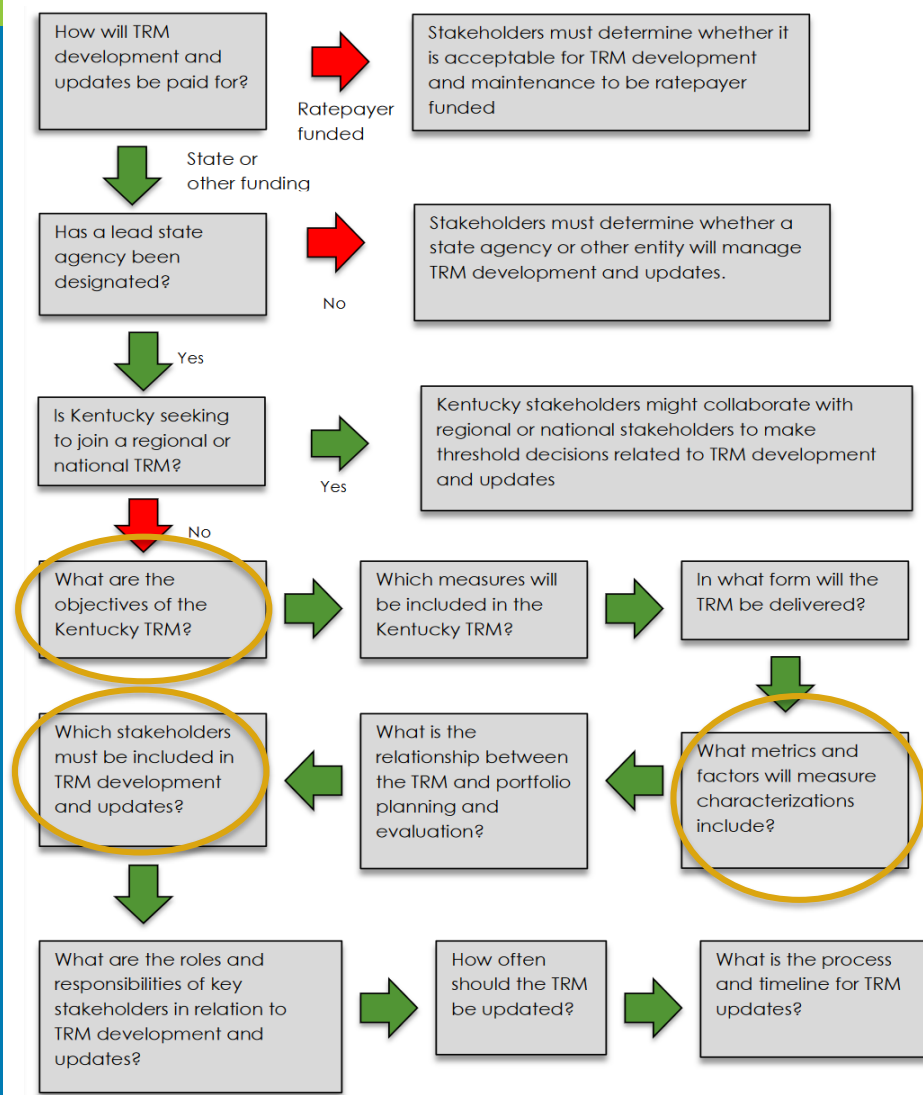 How will TRM
development and
updates be paid for?
Ratepayer
funded
Stakeholders must determine whether it
is acceptable for TRM development
and maintenance to be ratepayer
funded
State or
other funding
Has a lead state
agency been
designated?
No
Stakeholders must determine whether a
state agency or other entity will manage
TRM development and updates.
Yes
Is Kentucky seeking
to join a regional or
national TRM?
Yes
Kentucky stakeholders might collaborate with
regional or national stakeholders to make
threshold decisions related to TRM development
and updates
No
What are the
objectives of the
Kentucky TRM?
Which measures will
be included in the
Kentucky TRM?
In what form will the
TRM be delivered?
What metrics and
factors will measure
characterizations
include?
What is the
relationship between
the TRM and portfolio
planning and
evaluation?
Which stakeholders
must be included in
TRM development
and updates?
What are the roles and
responsibilities of key
stakeholders in relation to
TRM development and
updates?
How often
should the TRM
be updated?
What is the process
and timeline for TRM
updates?